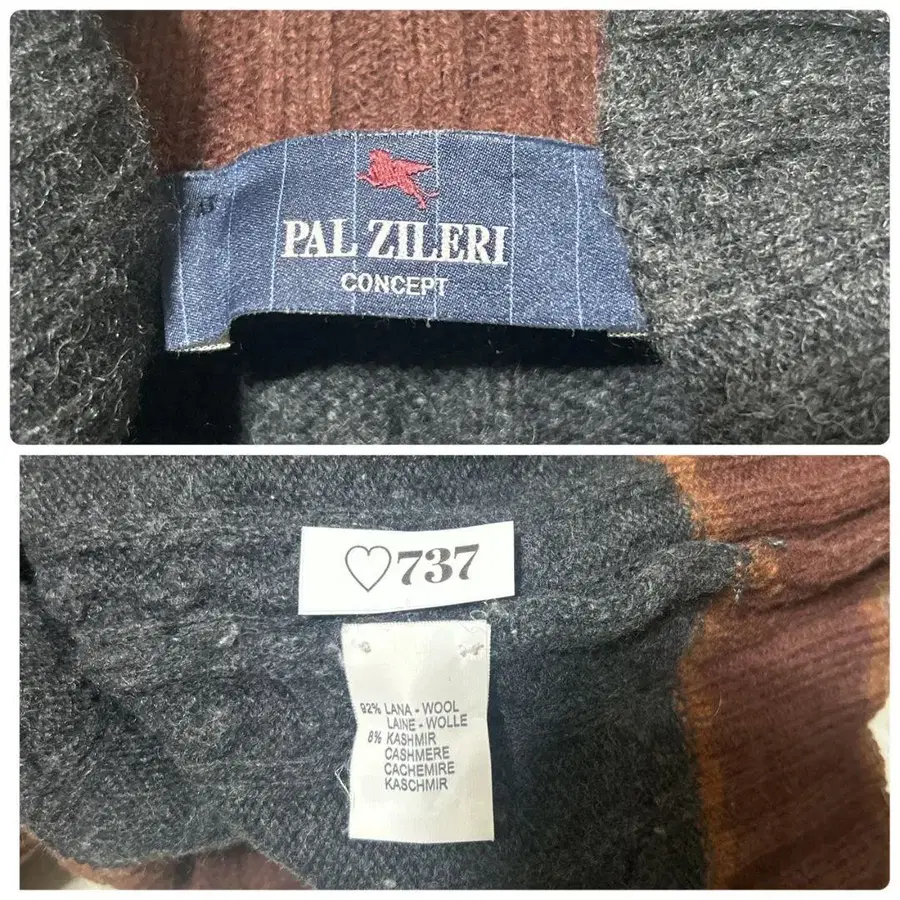 PAL ZILERI
CONCEPT
♡737
92% LANA - WOOL
LAINE - WOLLE
8% KASHMIR
CASHMERE
CACHEMIRE
KASCHMIR